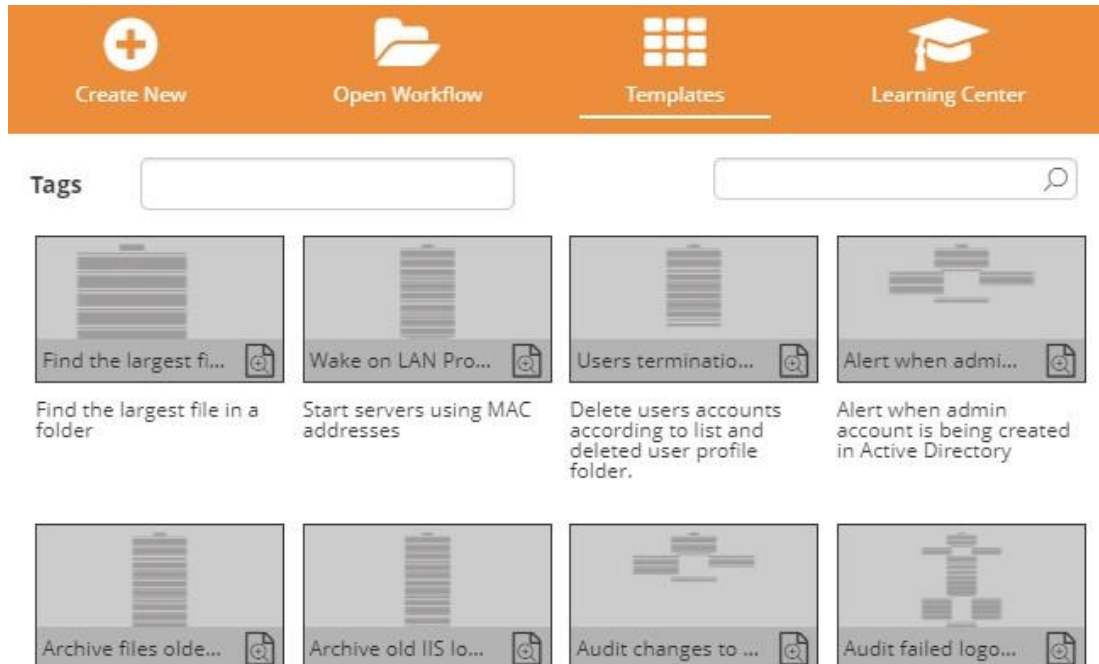 Create New
Open Workflow
Templates
Learning Center
Tags
Find the largest fi...
Wake on LAN Pro...
Users terminatio...
Alert when admi...
Find the largest file in a
folder
Start servers using MAC
addresses
Delete users accounts
according to list and
deleted user profile
folder.
Alert when admin
account is being created
in Active Directory
Archive files olde...
Archive old IIS lo...
Audit changes to ...
Audit failed logo...